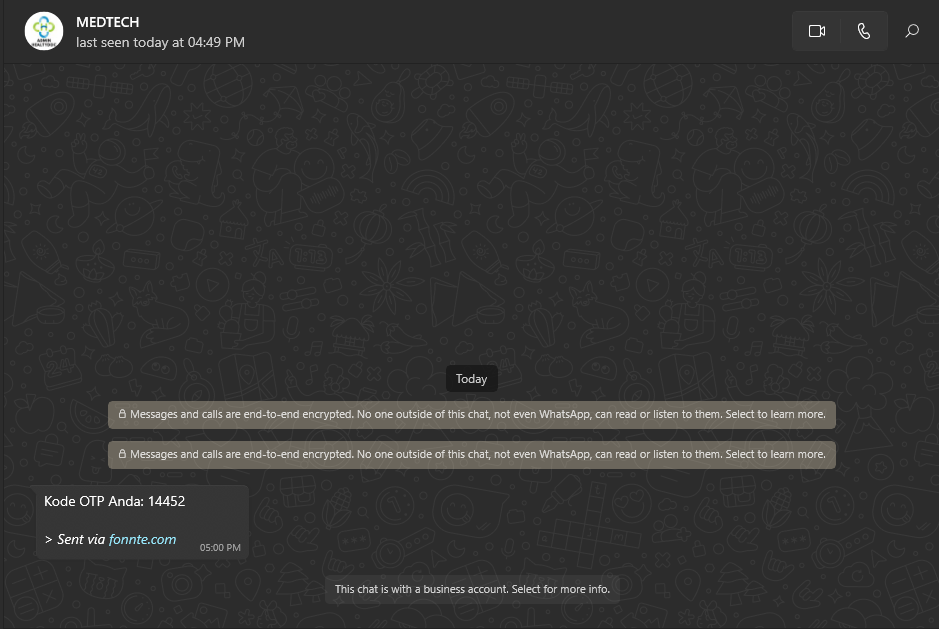 MEDTECH
last seen today at 04:49 PM
Today
Messages and calls are end-to-end encrypted. No one outside of this chat, not even WhatsApp, can read or listen to them. Select to learn more.
Messages and calls are end-to-end encrypted. No one outside of this chat, not even WhatsApp, can read or listen to them. Select to learn more.
Kode OTP Anda: 14452
> Sent via fonnte.com
05:00 PM
This chat is with a business account. Select for more info.